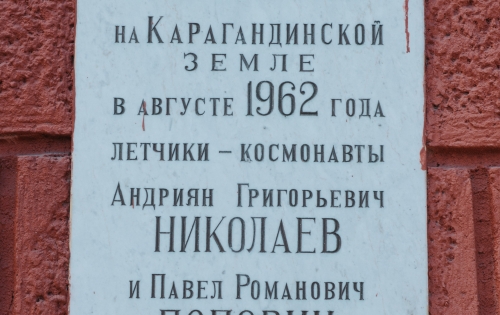 на Карагандинской
земле
в августе 1962 года
летчики – космонавты
Андриян Григорьевич
НИКОЛАЕВ
и Павел Романович